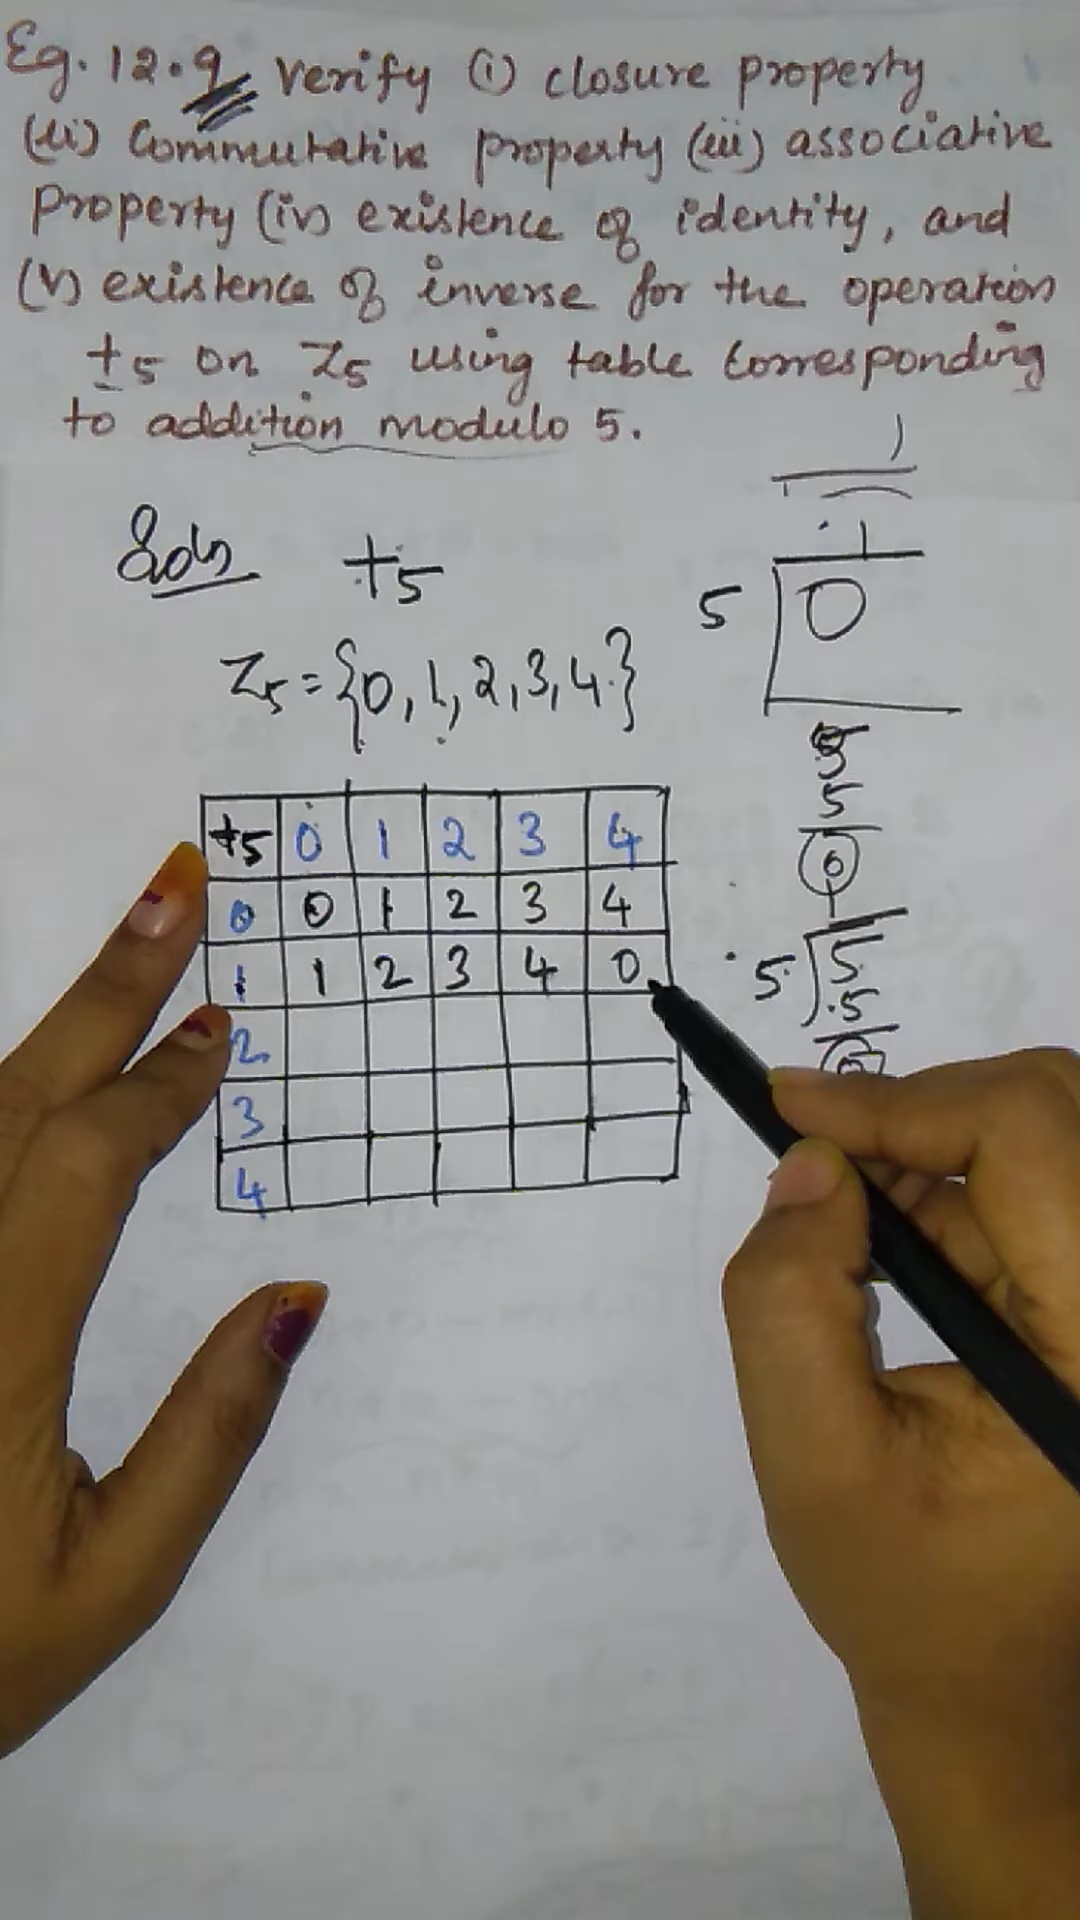 Eg. 12.9 Verify (i) closure property
(ii) Commutative property (iii) associative
Property (iv) existence of identity, and
(v) existence of inverse for the operation
+5 on Z5 using table Corresponding
to addition modulo 5.
Soln +5
Z5 = {0, 1, 2, 3, 4.}
5 0
5
0
+5 0 1 2 3 4
0 0 1 2 3 4
1 1 2 3 4 0
2
3
4
5 5
5